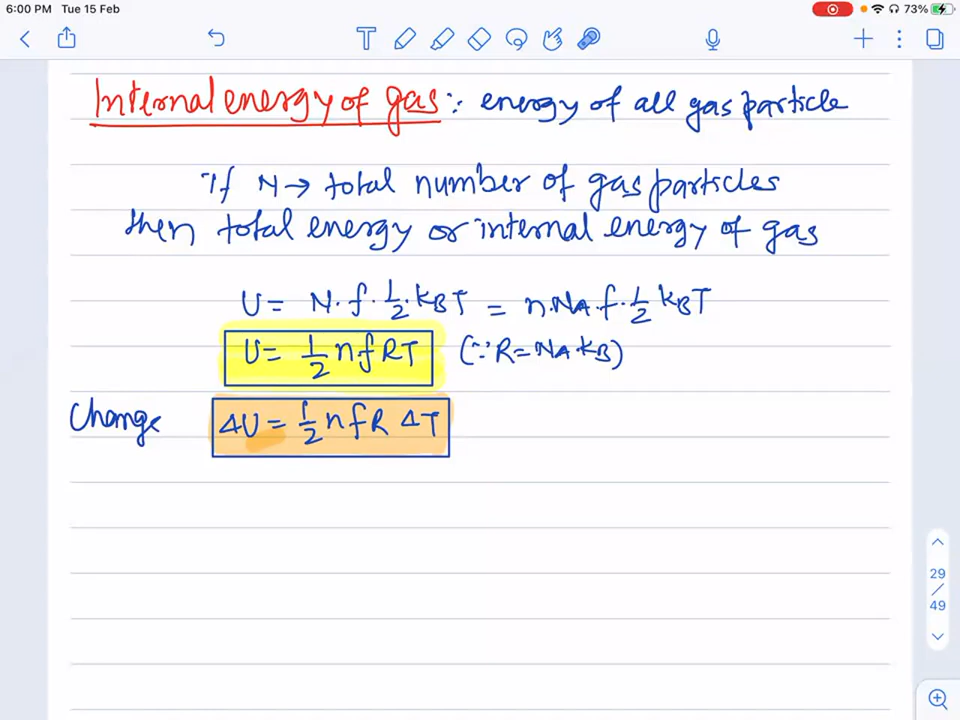 6:00 PM Tue 15 Feb
73%
Internal energy of gas :- energy of all gas particle
If N → total number of gas particles
then total energy or internal energy of gas
U = N·f·1/2·kBT = n·NA·f·1/2 kBT
U = 1/2 nfRT (∵ R = NA kB)
Change ΔU = 1/2 nfR ΔT
29
/
49